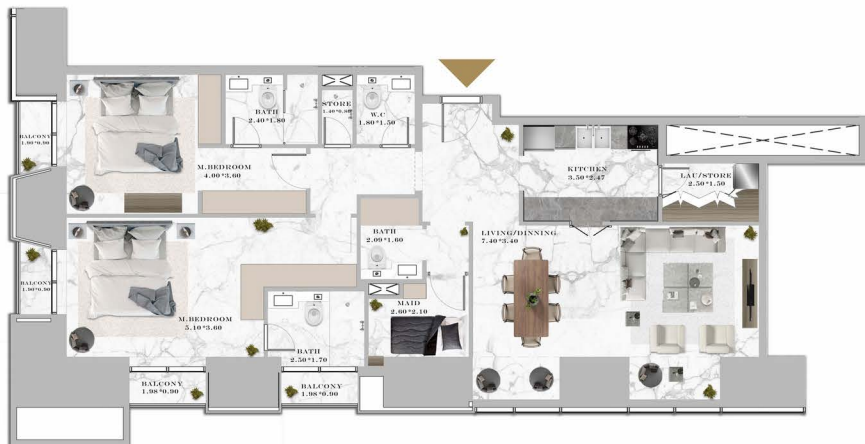 BATH
2.40*1.80
STORE
1.40*0.80
W.C
1.80*1.50
BALCONY
1.90*0.90
M.BEDROOM
4.00*3.60
KITCHEN
3.50*2.47
LAU/STORE
2.50*1.50
BATH
2.09*1.60
LIVING/DINNING
7.40*3.40
BALCONY
1.90*0.90
M.BEDROOM
5.10*3.60
MAID
2.60*2.10
BATH
2.50*1.70
BALCONY
1.98*0.90
BALCONY
1.98*0.90